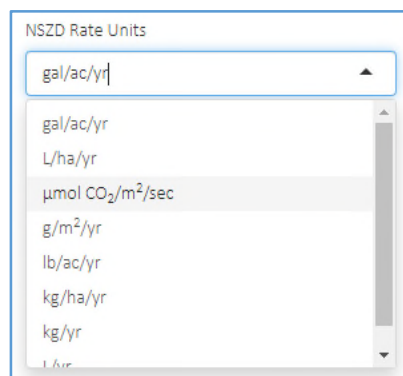 NSZD Rate Units
gal/ac/yr
gal/ac/yr
L/ha/yr
µmol CO₂/m²/sec
g/m²/yr
lb/ac/yr
kg/ha/yr
kg/yr
L/yr